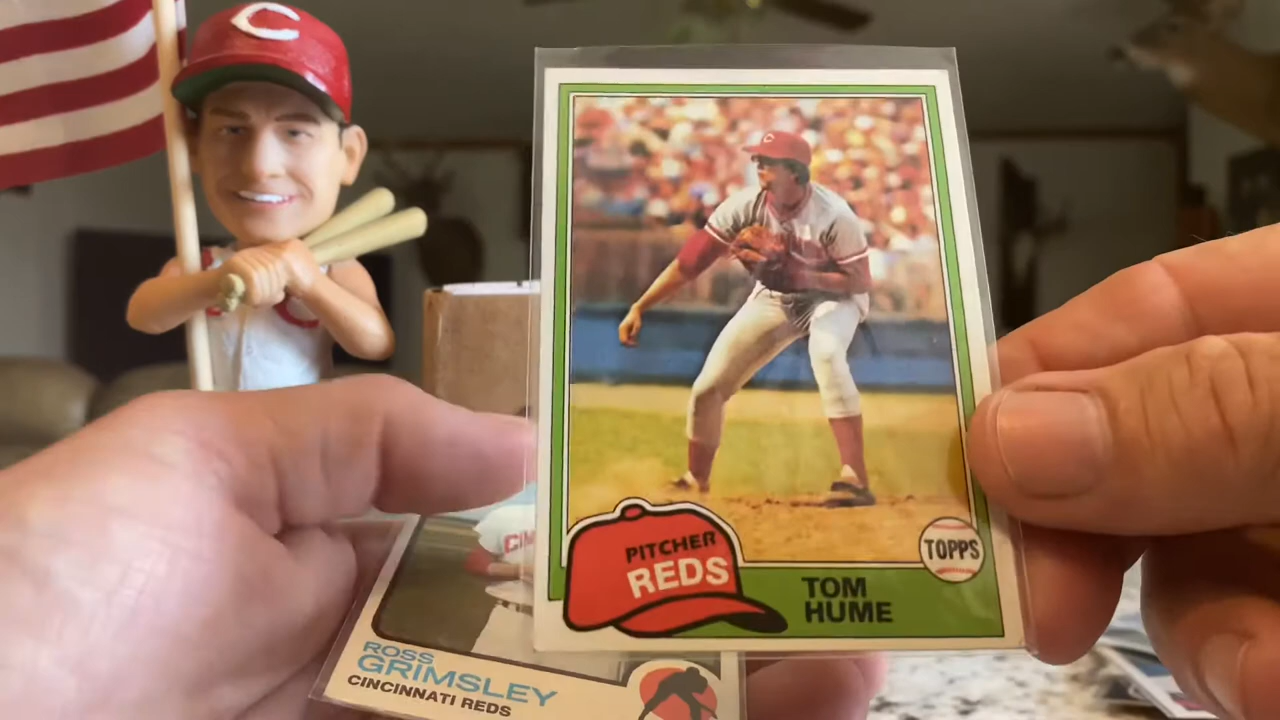 C
PITCHER
REDS
TOM
HUME
TOPPS
ROSS
GRIMSLEY
CINCINNATI REDS